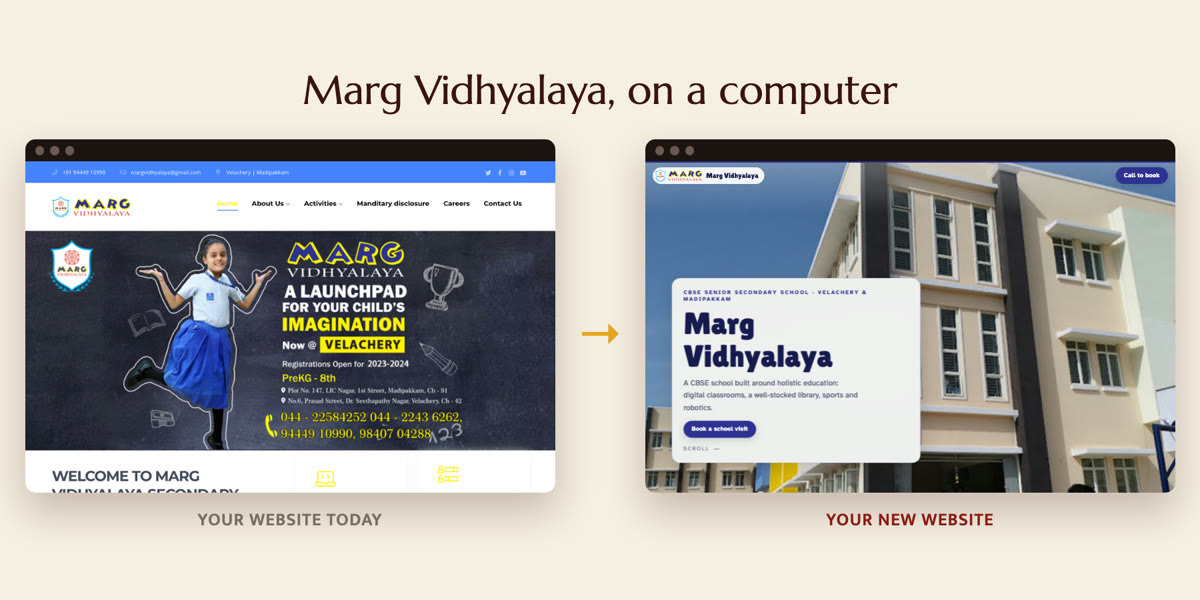 Marg Vidhyalaya, on a computer
+91 94449 10990
margvidhyalaya@gmail.com
Velachery | Madipakkam
MARG
VIDHYALAYA
Home
About Us
Activities
Manditary disclosure
Careers
Contact Us
MARG
MARG
VIDHYALAYA
A LAUNCHPAD
FOR YOUR CHILD'S
IMAGINATION
Now @ VELACHERY
Registrations Open for 2023-2024
PreKG - 8th
Plot No. 147, LIC Nagar, 1st Street, Madipakkam, Ch - 91
No.6, Prasad Street, Dr. Seethapathy Nagar, Velachery, Ch - 42
044 - 22584252 044 - 2243 6262,
94449 10990, 98407 04288
123
WELCOME TO MARG
VIDHYALAYA SECONDARY
YOUR WEBSITE TODAY
MARG
Marg Vidhyalaya
Call to book
CBSE SENIOR SECONDARY SCHOOL · VELACHERY &
MADIPAKKAM
Marg
Vidhyalaya
A CBSE school built around holistic education:
digital classrooms, a well-stocked library, sports and
robotics.
Book a school visit
SCROLL —
YOUR NEW WEBSITE